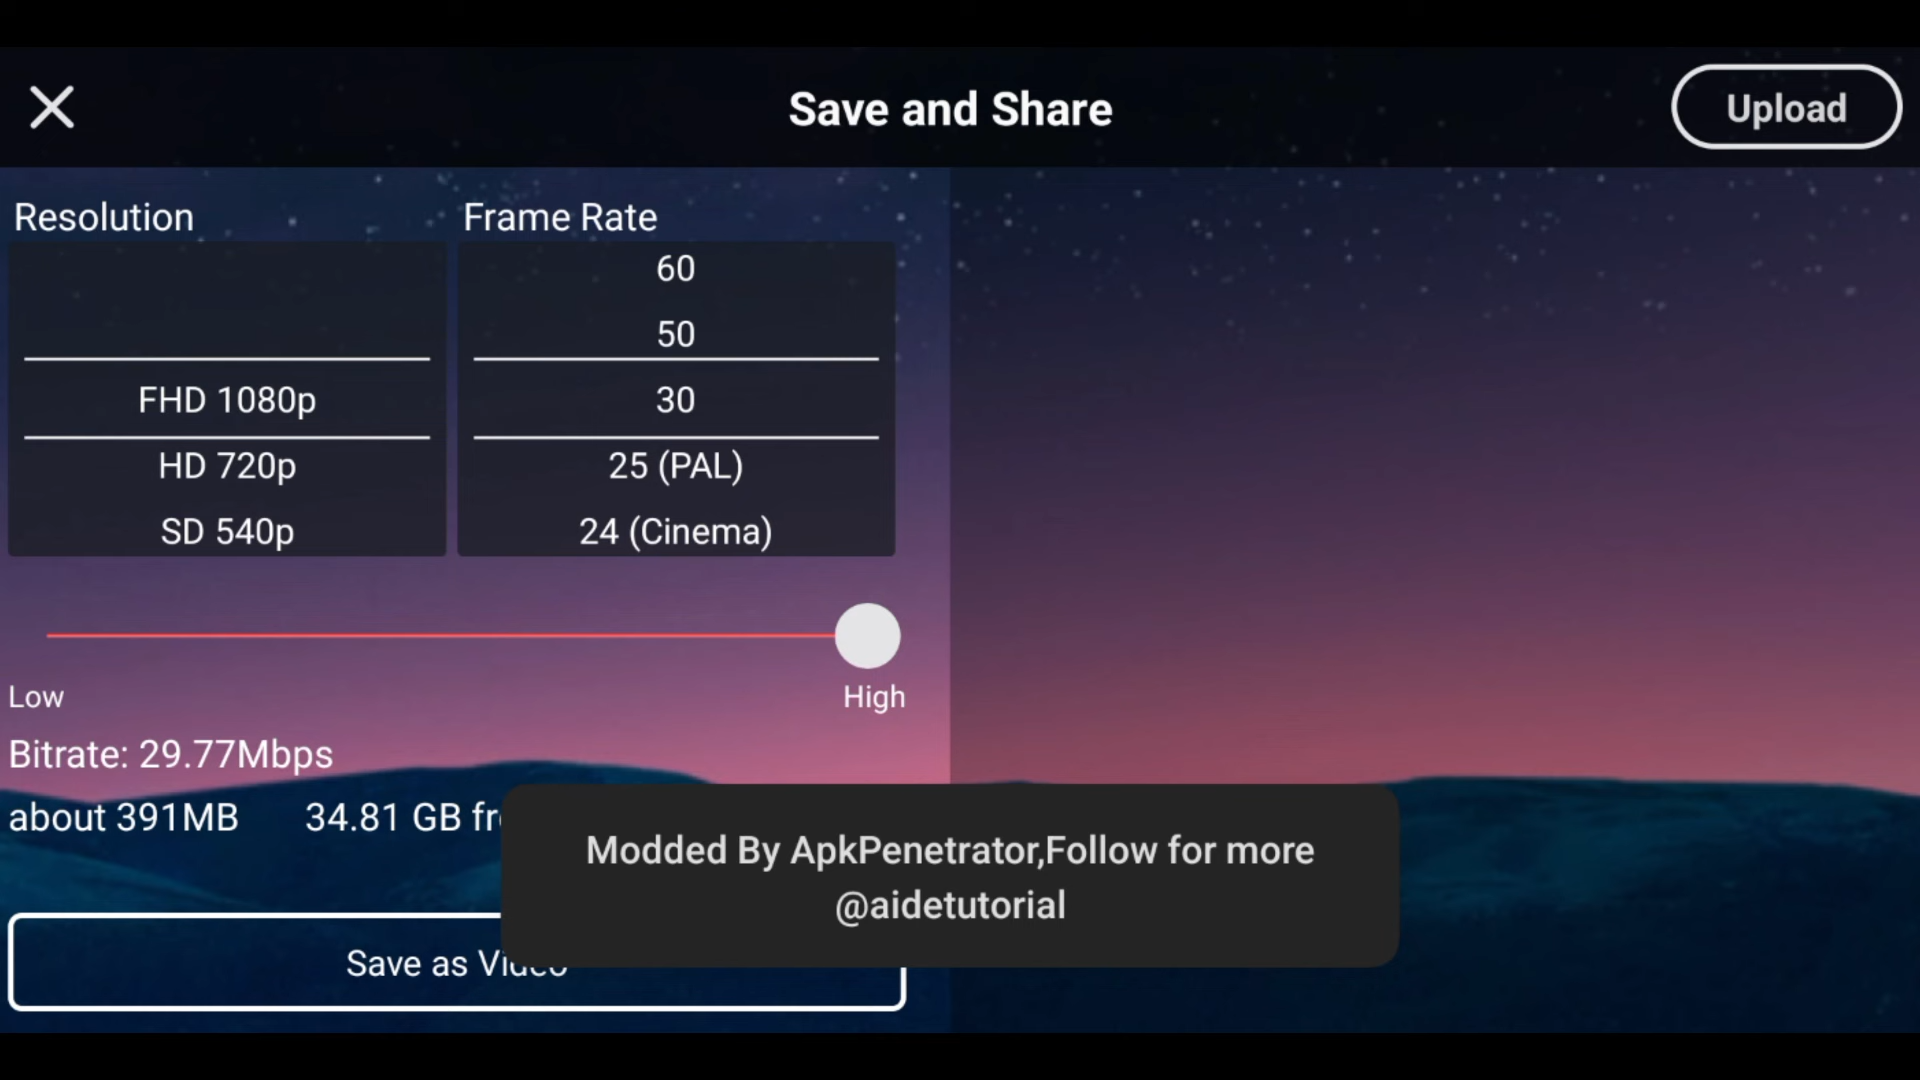 Save and Share
Upload
Resolution
Frame Rate
60
50
FHD 1080p
30
HD 720p
25 (PAL)
SD 540p
24 (Cinema)
Low
High
Bitrate: 29.77Mbps
about 391MB 34.81 GB
Modded By ApkPenetrator,Follow for more
@aidetutorial
Save as Video